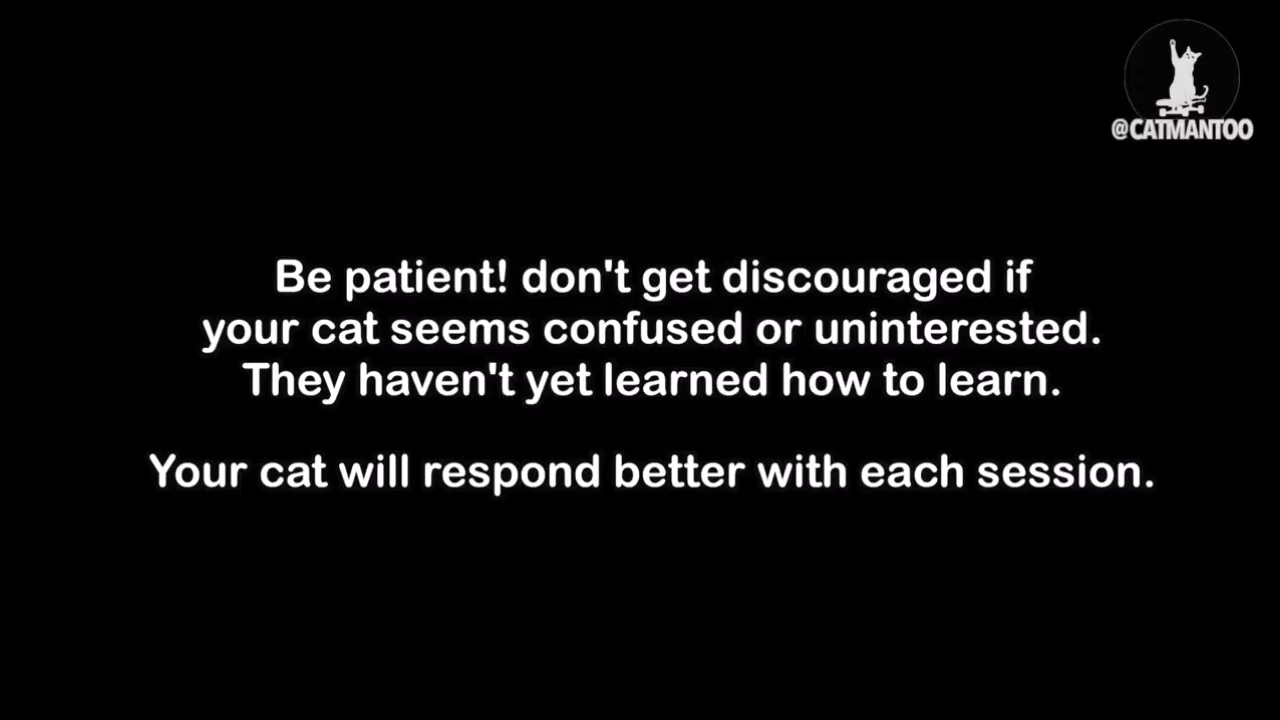 @CATMANTOO
Be patient! don't get discouraged if
your cat seems confused or uninterested.
They haven't yet learned how to learn.
Your cat will respond better with each session.